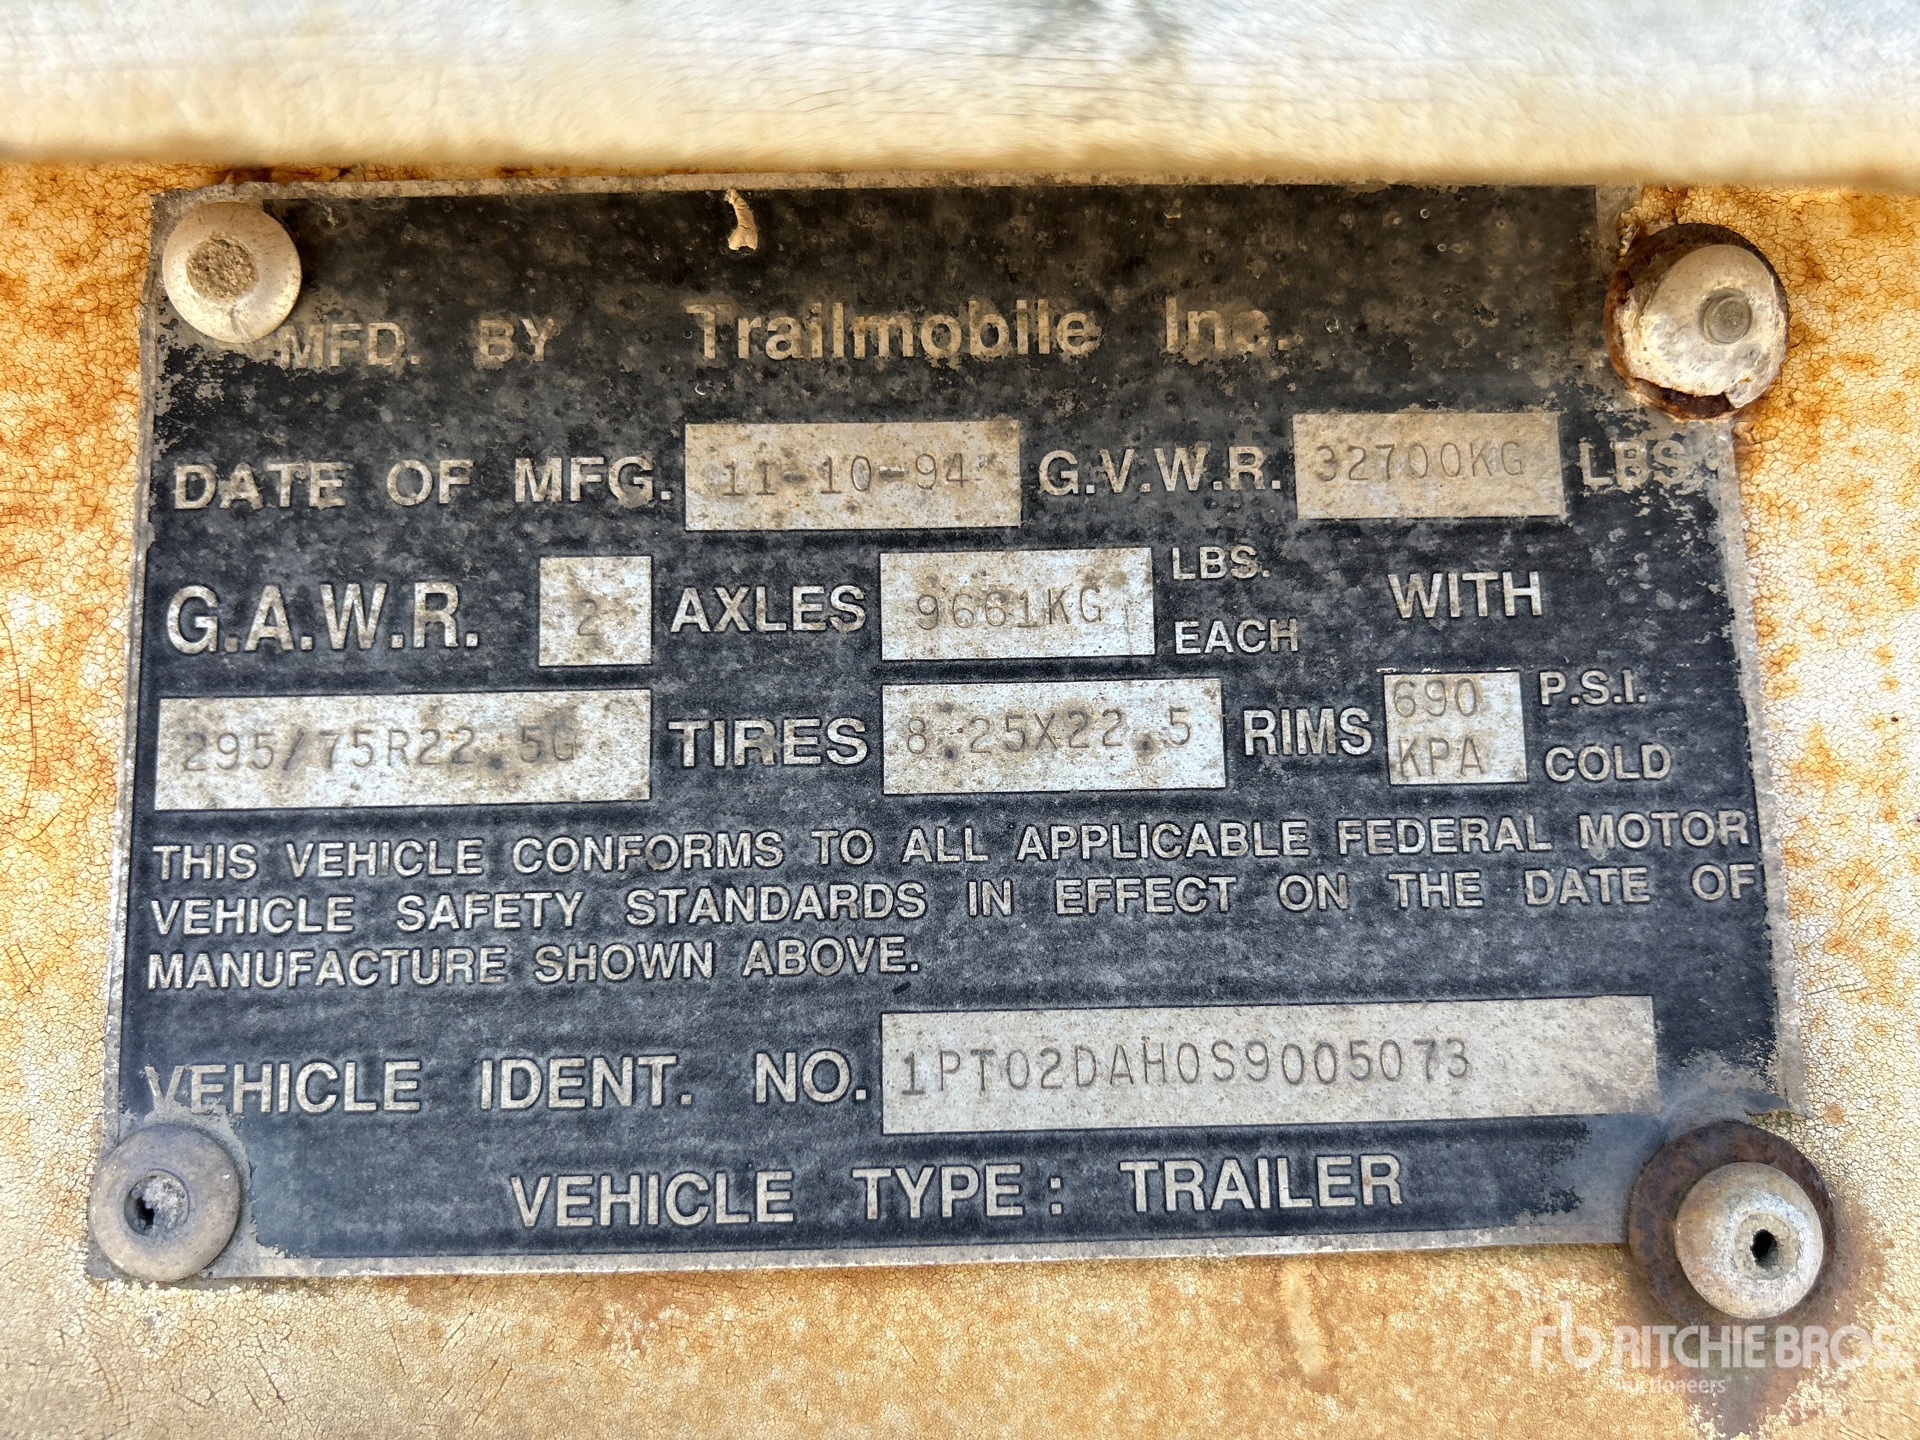 MFD. BY Trailmobile Inc.
DATE OF MFG. 11-10-94 G.V.W.R. 32700KG LBS
G.A.W.R. 2 AXLES 9661KG LBS. EACH WITH
295/75R22.5G TIRES 8.25X22.5 RIMS 690 KPA P.S.I. COLD
THIS VEHICLE CONFORMS TO ALL APPLICABLE FEDERAL MOTOR
VEHICLE SAFETY STANDARDS IN EFFECT ON THE DATE OF
MANUFACTURE SHOWN ABOVE.
VEHICLE IDENT. NO. 1PT02DAH0S9005073
VEHICLE TYPE: TRAILER
rb RITCHIE BROS
Auctioneers